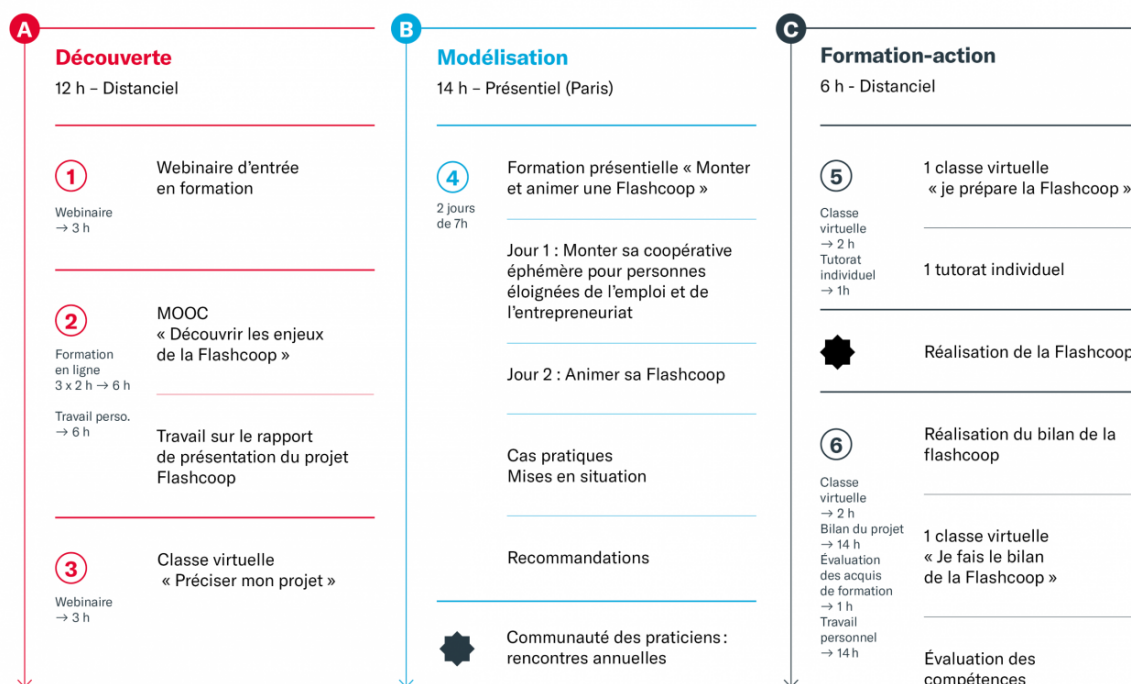 A
Découverte
12 h – Distanciel
1
Webinaire
→ 3 h
Webinaire d’entrée
en formation
2
Formation
en ligne
3 x 2 h → 6 h
Travail perso.
→ 6 h
MOOC
« Découvrir les enjeux
de la Flashcoop »
Travail sur le rapport
de présentation du projet
Flashcoop
3
Webinaire
→ 3 h
Classe virtuelle
« Préciser mon projet »
B
Modélisation
14 h – Présentiel (Paris)
4
2 jours
de 7h
Formation présentielle « Monter
et animer une Flashcoop »
Jour 1 : Monter sa coopérative
éphémère pour personnes
éloignées de l’emploi et de
l’entrepreneuriat
Jour 2 : Animer sa Flashcoop
Cas pratiques
Mises en situation
Recommandations
Communauté des praticiens :
rencontres annuelles
C
Formation-action
6 h - Distanciel
5
Classe
virtuelle
→ 2 h
Tutorat
individuel
→ 1h
1 classe virtuelle
« je prépare la Flashcoop »
1 tutorat individuel
Réalisation de la Flashcoop
6
Classe
virtuelle
→ 2 h
Bilan du projet
→ 14 h
Évaluation
des acquis
de formation
→ 1 h
Travail
personnel
→ 14 h
Réalisation du bilan de la
flashcoop
1 classe virtuelle
« Je fais le bilan
de la Flashcoop »
Évaluation des
compétences